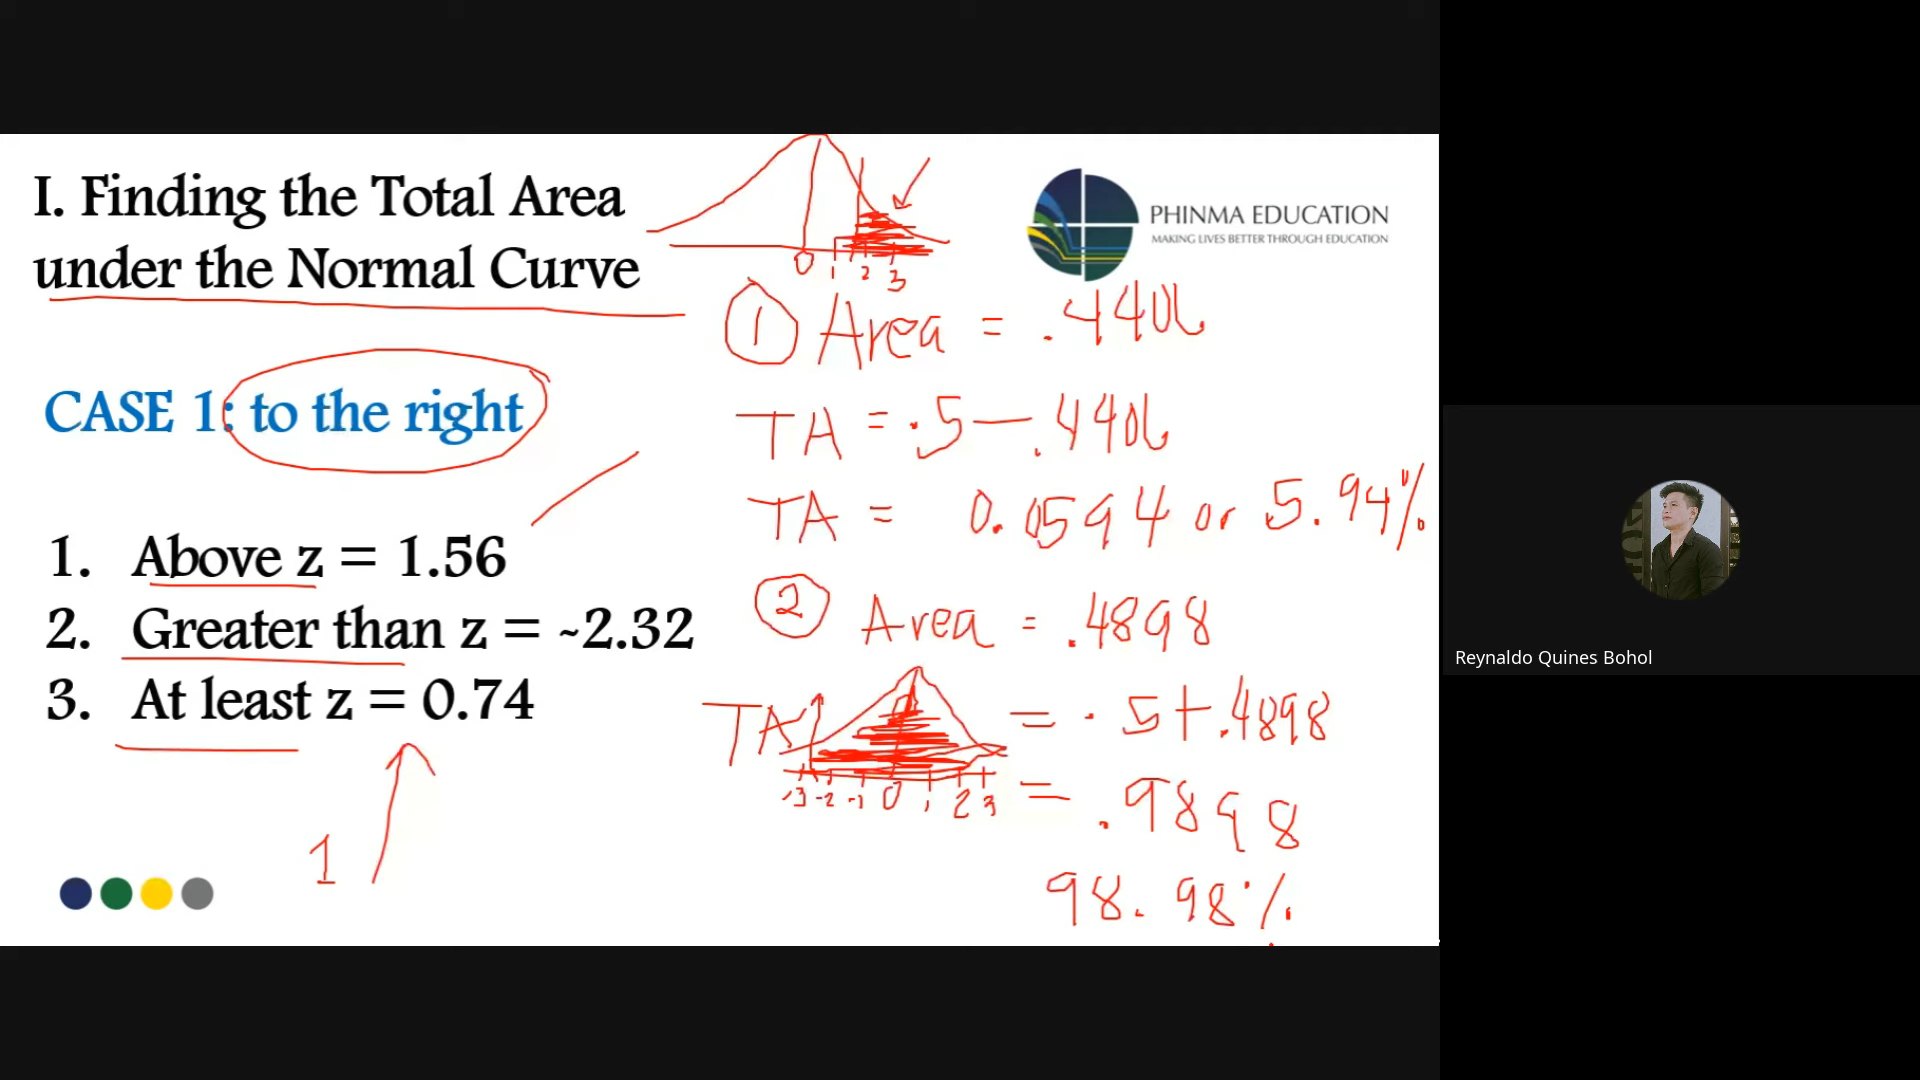 I. Finding the Total Area
under the Normal Curve
CASE 1: to the right
1. Above z = 1.56
2. Greater than z = ~2.32
3. At least z = 0.74
1
PHINMA EDUCATION
MAKING LIVES BETTER THROUGH EDUCATION
0 1 2 3
1 Area = .4406
TA = .5 - .4406
TA = 0.0594 or 5.94%
2 Area = .4898
TA = .5 + .4898
-3 -2 -1 0 1 2 3
= .9898
98.98%
Reynaldo Quines Bohol